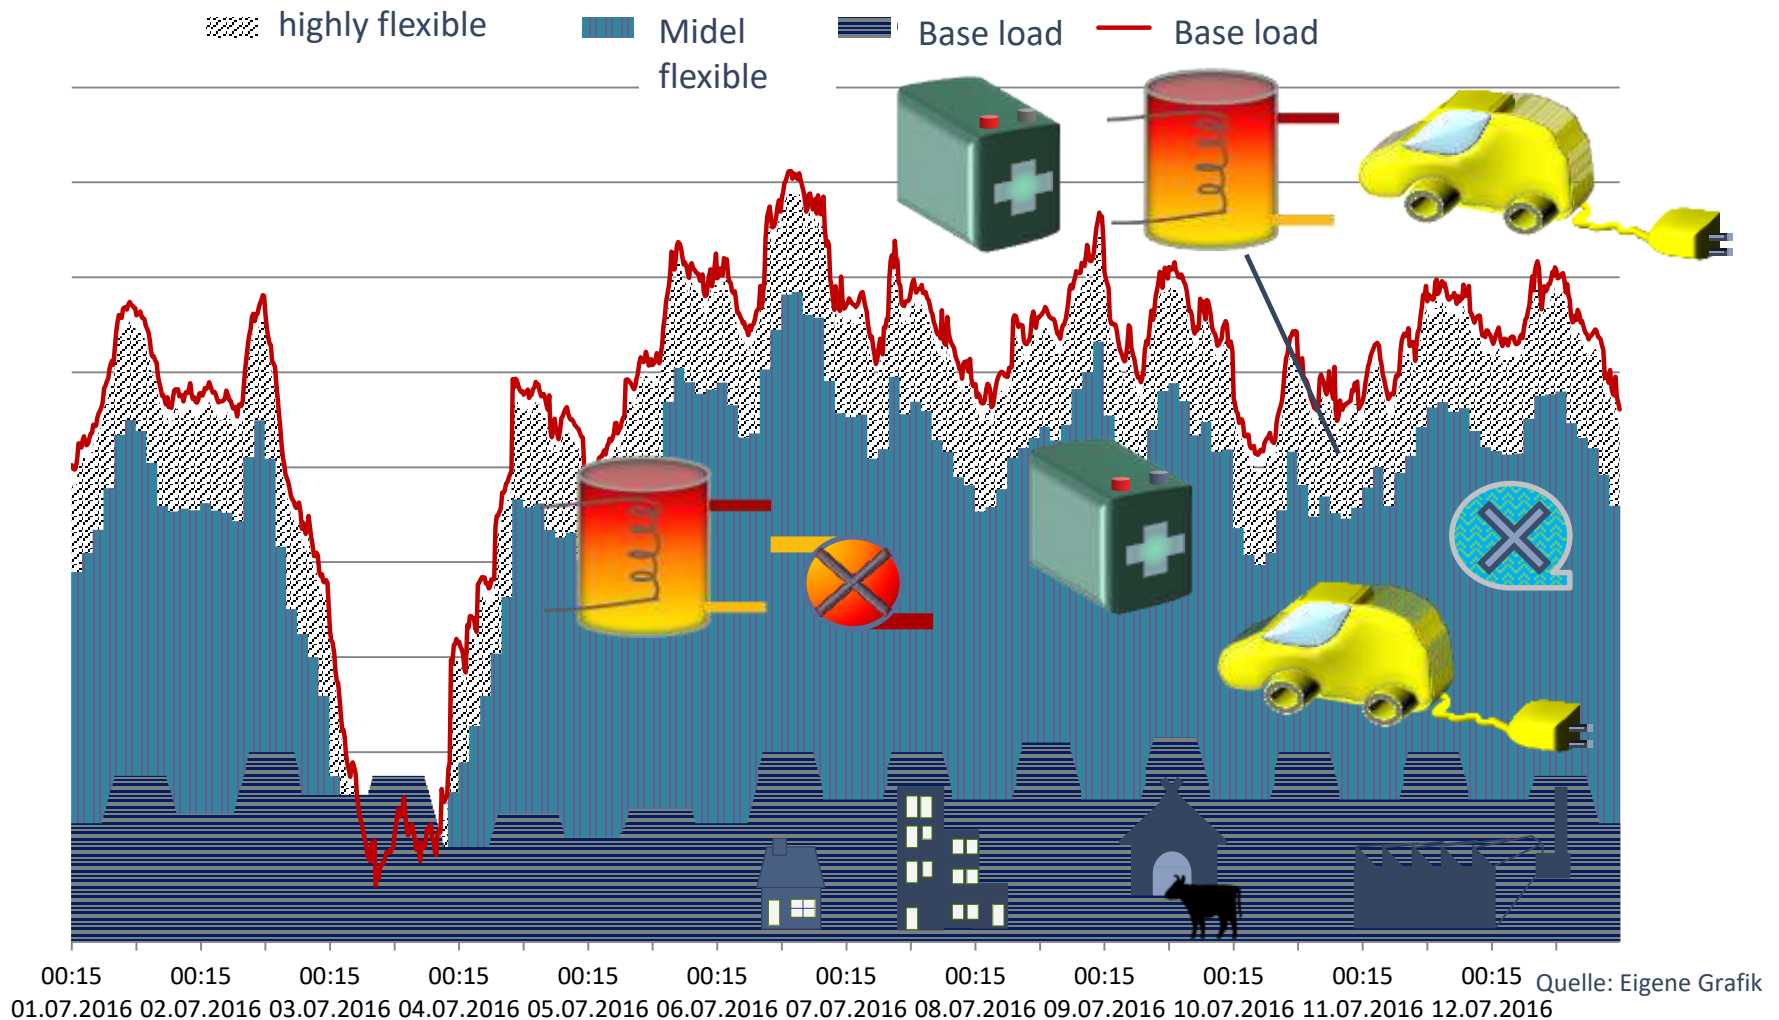 highly flexible
Midel
flexible
Base load
Base load
00:15 00:15 00:15 00:15 00:15 00:15 00:15 00:15 00:15 00:15 00:15 00:15
01.07.2016 02.07.2016 03.07.2016 04.07.2016 05.07.2016 06.07.2016 07.07.2016 08.07.2016 09.07.2016 10.07.2016 11.07.2016 12.07.2016
Quelle: Eigene Grafik